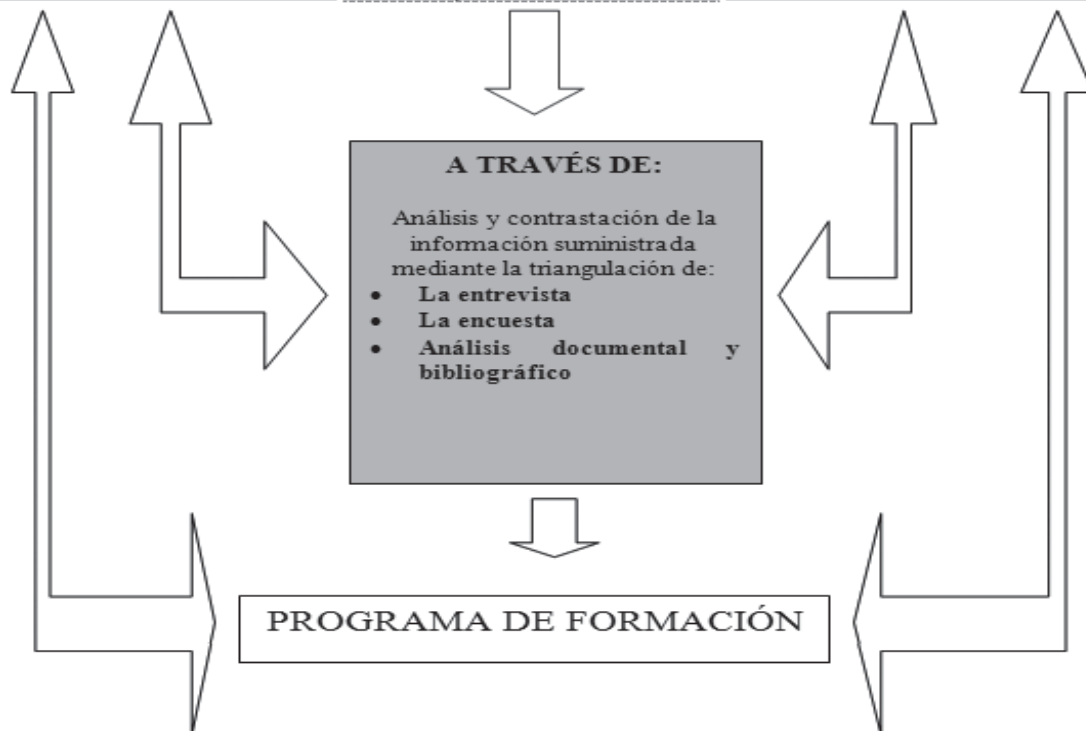 A TRAVÉS DE:
Análisis y contrastación de la
información suministrada
mediante la triangulación de:
• La entrevista
• La encuesta
• Análisis documental y
bibliográfico
PROGRAMA DE FORMACIÓN